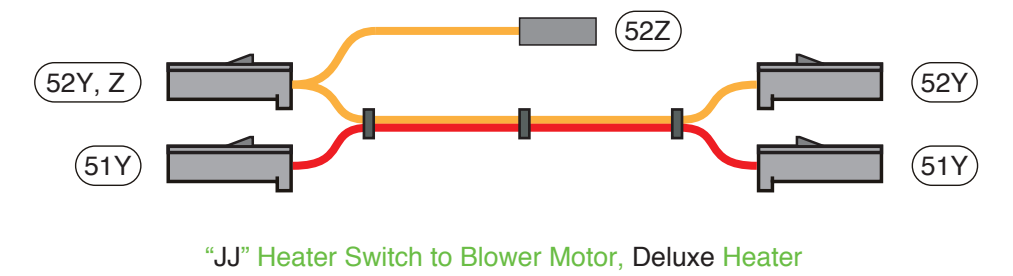 52Z
52Y, Z
52Y
51Y
51Y
“JJ” Heater Switch to Blower Motor, Deluxe Heater